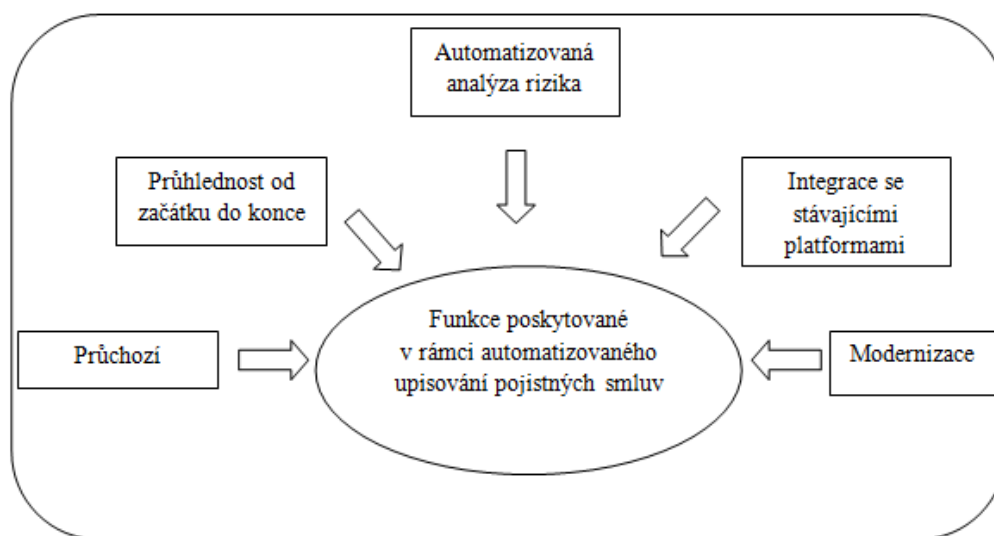 Automatizovaná
analýza rizika
Průhlednost od
začátku do konce
Integrace se
stávajícími
platformami
Funkce poskytované
v rámci automatizovaného
upisování pojistných smluv
Průchozí
Modernizace